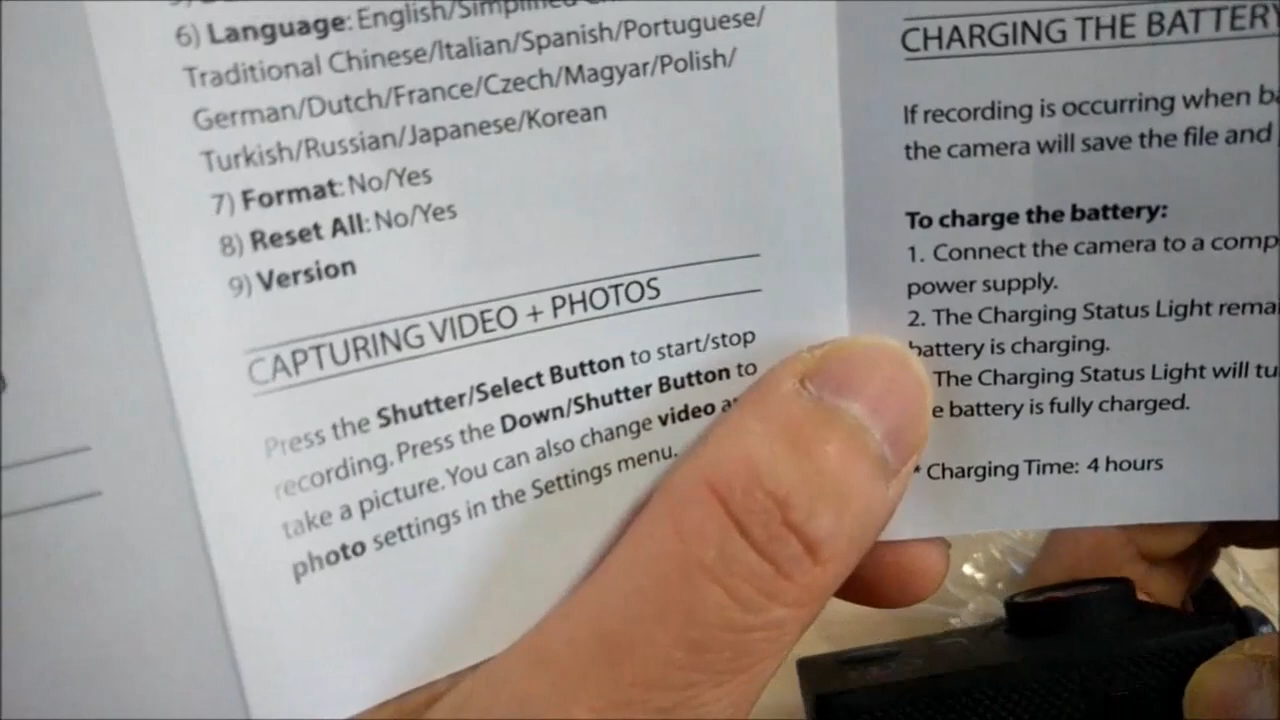 6) Language: English/Simplified
Traditional Chinese/Italian/Spanish/Portuguese/
German/Dutch/France/Czech/Magyar/Polish/
Turkish/Russian/Japanese/Korean
7) Format: No/Yes
8) Reset All: No/Yes
9) Version
CAPTURING VIDEO + PHOTOS
Press the Shutter/Select Button to start/stop
recording. Press the Down/Shutter Button to
take a picture. You can also change video
photo settings in the Settings menu.
CHARGING THE BATTERY
If recording is occurring when
the camera will save the file and
To charge the battery:
1. Connect the camera to a
power supply.
2. The Charging Status Light
battery is charging.
The Charging Status Light will
battery is fully charged.
* Charging Time: 4 hours